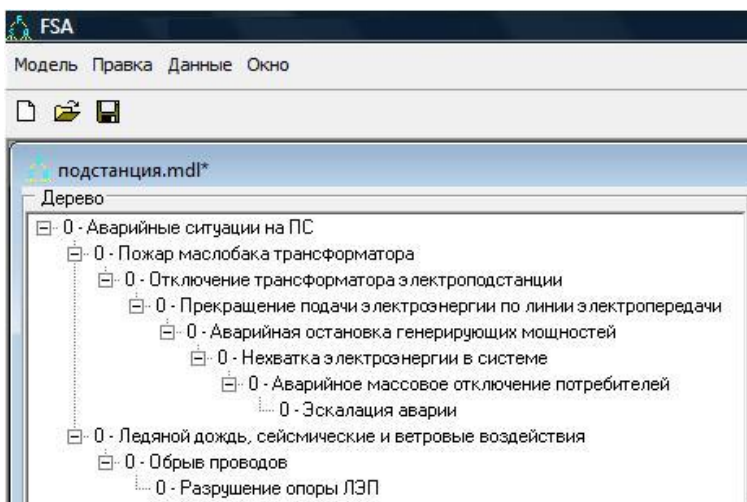 FSA
Модель Правка Данные Окно
подстанция.mdl*
Дерево
0 - Аварийные ситуации на ПС
0 - Пожар маслобака трансформатора
0 - Отключение трансформатора электроподстанции
0 - Прекращение подачи электроэнергии по линии электропередачи
0 - Аварийная остановка генерирующих мощностей
0 - Нехватка электроэнергии в системе
0 - Аварийное массовое отключение потребителей
0 - Эскалация аварии
0 - Ледяной дождь, сейсмические и ветровые воздействия
0 - Обрыв проводов
0 - Разрушение опоры ЛЭП